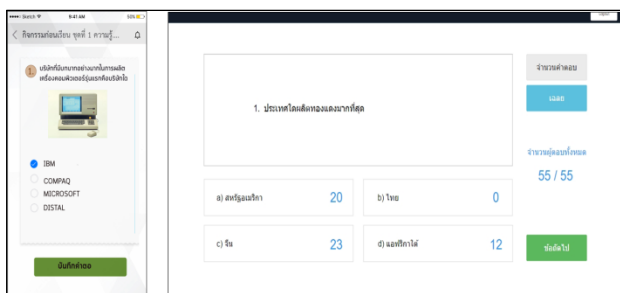 Sketch
9:41 AM
50%
กิจกรรมก่อนเรียน ชุดที่ 1 ความรู้...
1. บริษัทที่มีบทบาทอย่างมากในการผลิต
เครื่องคอมพิวเตอร์รุ่นแรกคือบริษัทใด
IBM
COMPAQ
MICROSOFT
DISTAL
บันทึกคำตอ
1. ประเทศใดผลิตทองแดงมากที่สุด
a) สหรัฐอเมริกา 20
b) ไทย 0
c) จีน 23
d) แอฟริกาใต้ 12
จำนวนคำตอบ
เฉลย
จำนวนผู้ตอบทั้งหมด
55 / 55
ข้อถัดไป